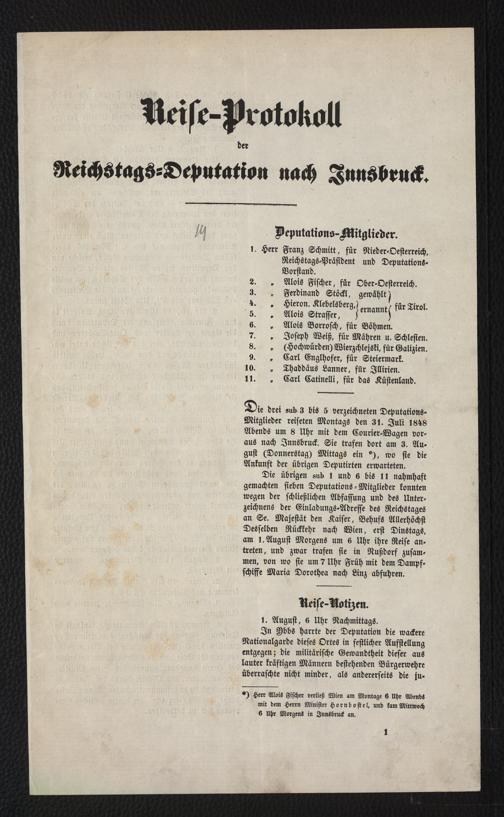 Reise-Protokoll
der
Reichstags-Deputation nach Innsbruck.
19
Deputations-Mitglieder.
1. Herr Franz Schmitt, für Nieder-Oesterreich,
Reichstags-Präsident und Deputations-
Vorstand.
2. „ Alois Fischer, für Ober-Oesterreich.
3. „ Ferdinand Stöckl, gewählt
4. „ Hieron. Klebelsberg, ernannt für Tirol.
5. „ Alois Strasser,
6. „ Alois Borrosch, für Böhmen.
7. „ Joseph Weiß, für Mähren u. Schlesien.
8. „ (Hochwürden) Wierzchlejski, für Galizien.
9. „ Carl Englhofer, für Steiermark.
10. „ Thaddäus Lanner, für Illirien.
11. „ Carl Catinelli, für das Küstenland.
Die drei sub 3 bis 5 verzeichneten Deputations-
Mitglieder reiseten Montags den 31. Juli 1848
Abends um 8 Uhr mit dem Courier-Wagen vor-
aus nach Innsbruck. Sie trafen dort am 3. Au-
gust (Donnerstag) Mittags ein *), wo sie die
Ankunft der übrigen Deputirten erwarteten.
Die übrigen sub 1 und 6 bis 11 nahmhaft
gemachten sieben Deputations-Mitglieder konnten
wegen der schließlichen Abfassung und des Unter-
zeichnens der Einladungs-Adresse des Reichstages
an Se. Majestät den Kaiser, Behufs Allerhöchst
Desselben Rückkehr nach Wien, erst Dinstags,
am 1. August Morgens um 6 Uhr ihre Reise an-
treten, und zwar trafen sie in Nußdorf zusam-
men, von wo sie um 7 Uhr Früh mit dem Dampf-
schiffe Maria Dorothea nach Linz abfuhren.
Reise-Notizen.
1. August, 6 Uhr Nachmittags.
In Ybbs harrte der Deputation die wackere
Nationalgarde dieses Ortes in festlicher Aufstellung
entgegen; die militärische Gewandtheit dieser aus
lauter kräftigen Männern bestehenden Bürgerwehre
überraschte nicht minder, als andererseits die ju-
*) Herr Alois Fischer verließ Wien am Montage 6 Uhr Abends
mit dem Herrn Minister Hornbostel, und kam Mittwoch
6 Uhr Morgens in Innsbruck an.
1